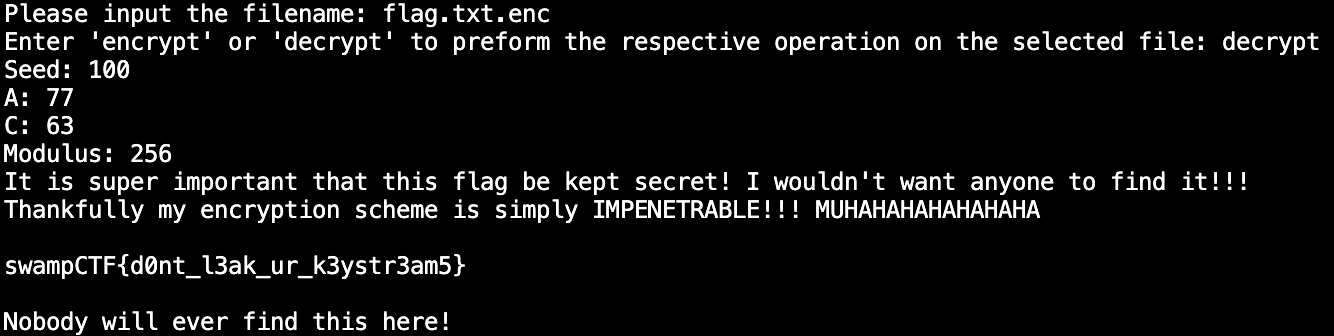 Please input the filename: flag.txt.enc
Enter 'encrypt' or 'decrypt' to preform the respective operation on the selected file: decrypt
Seed: 100
A: 77
C: 63
Modulus: 256
It is super important that this flag be kept secret! I wouldn't want anyone to find it!!!
Thankfully my encryption scheme is simply IMPENETRABLE!!! MUHAHAHAHAHAHAHA
swampCTF{d0nt_l3ak_ur_k3ystr3am5}
Nobody will ever find this here!